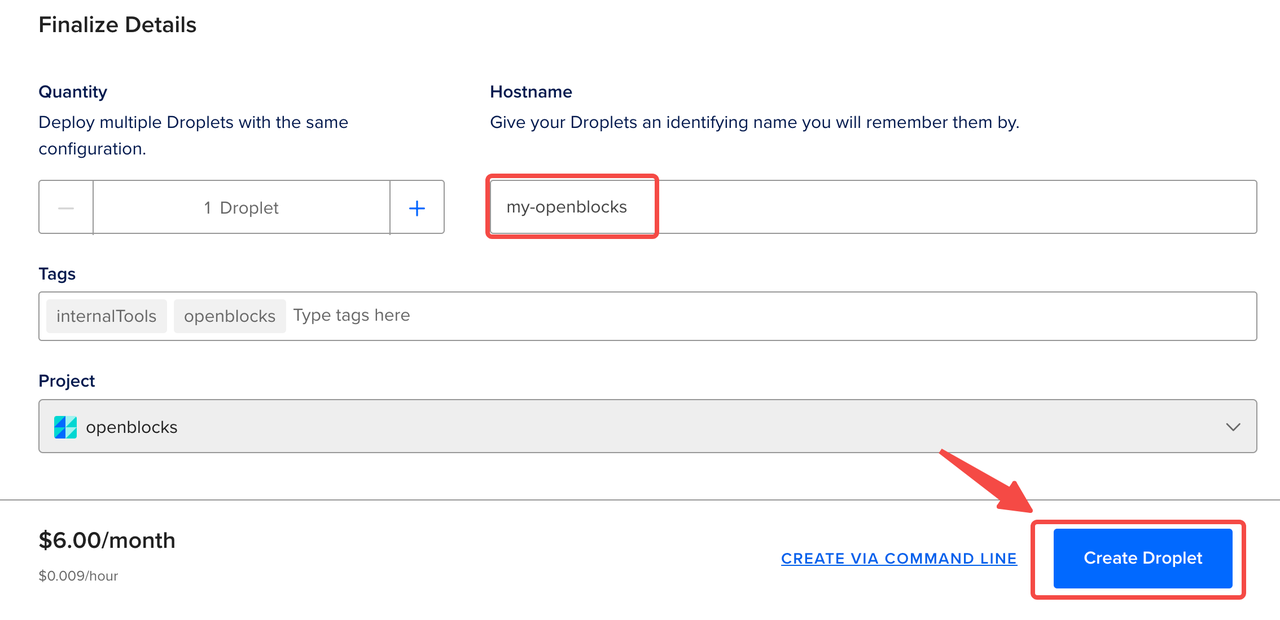 Finalize Details
Quantity
Deploy multiple Droplets with the same
configuration.
1 Droplet
Hostname
Give your Droplets an identifying name you will remember them by.
my-openblocks
Tags
internalTools openblocks Type tags here
Project
openblocks
$6.00/month
$0.009/hour
CREATE VIA COMMAND LINE
Create Droplet